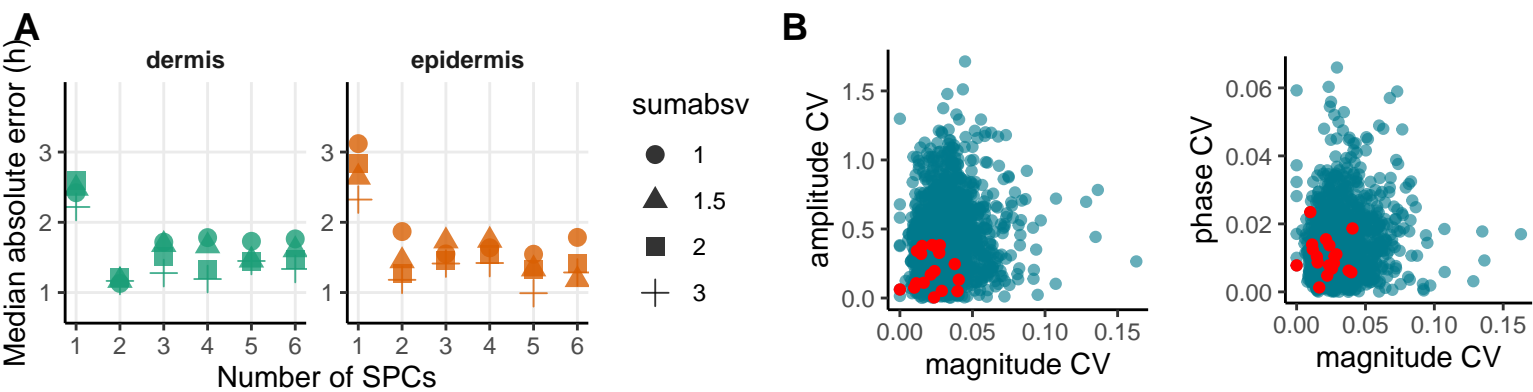 A
Median absolute error (h)
dermis
epidermis
3
2
1
3
2
1
1 2 3 4 5 6
1 2 3 4 5 6
Number of SPCs
sumabsv
1
1.5
2
3
B
amplitude CV
1.5
1.0
0.5
0.0
0.00 0.05 0.10 0.15
magnitude CV
phase CV
0.06
0.04
0.02
0.00
0.00 0.05 0.10 0.15
magnitude CV